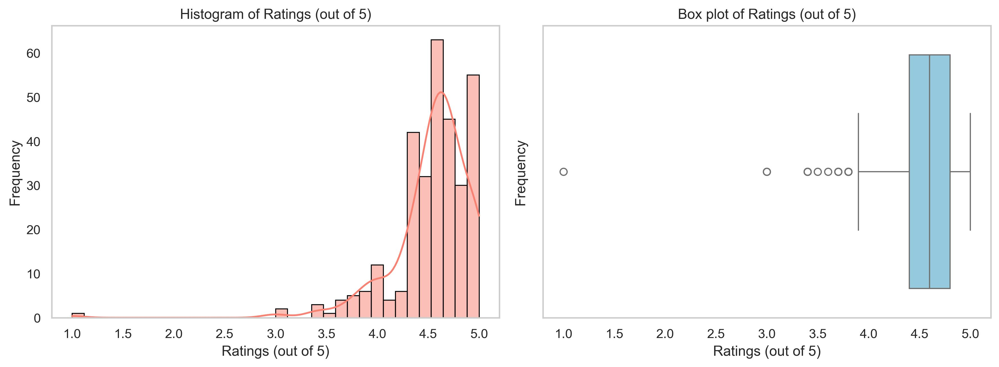 Histogram of Ratings (out of 5)
Frequency
60
50
40
30
20
10
0
1.0 1.5 2.0 2.5 3.0 3.5 4.0 4.5 5.0
Ratings (out of 5)
Box plot of Ratings (out of 5)
Frequency
1.0 1.5 2.0 2.5 3.0 3.5 4.0 4.5 5.0
Ratings (out of 5)